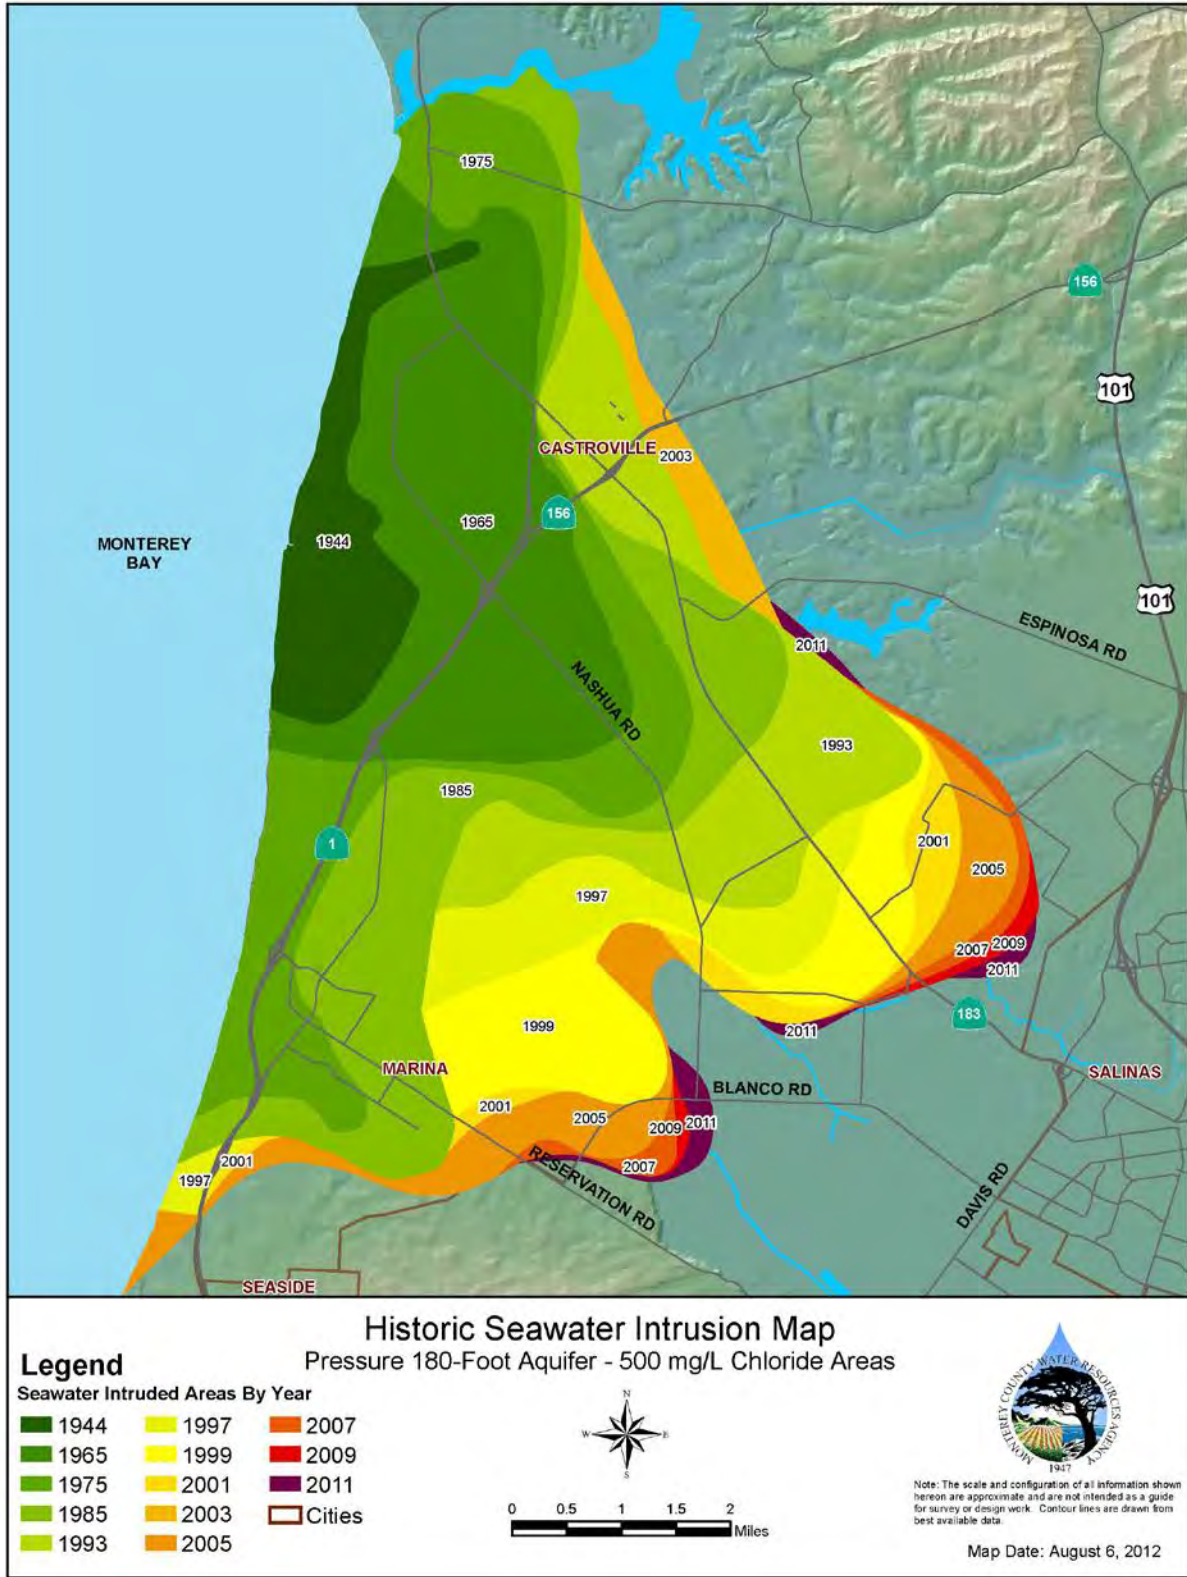 1975
156
101
CASTROVILLE
2003
156
1965
1944
MONTEREY
BAY
101
ESPINOSA RD
2011
NASHUA RD
1993
1985
1
2001
2005
1997
2009
2007
2011
183
1999
2011
MARINA
SALINAS
BLANCO RD
2001
2005
2011
2009
2001
2007
1997
RESERVATION RD
DAVIS RD
SEASIDE
Historic Seawater Intrusion Map
Pressure 180-Foot Aquifer - 500 mg/L Chloride Areas
Legend
Seawater Intruded Areas By Year
1944
1965
1975
1985
1993
1997
1999
2001
2003
2005
2007
2009
2011
Cities
N
W E
S
0 0.5 1 1.5 2
Miles
MONTEREY COUNTY WATER RESOURCES AGENCY
1947
Note: The scale and configuration of all information shown
hereon are approximate and are not intended as a guide
for survey or design work. Contour lines are drawn from
best available data.
Map Date: August 6, 2012